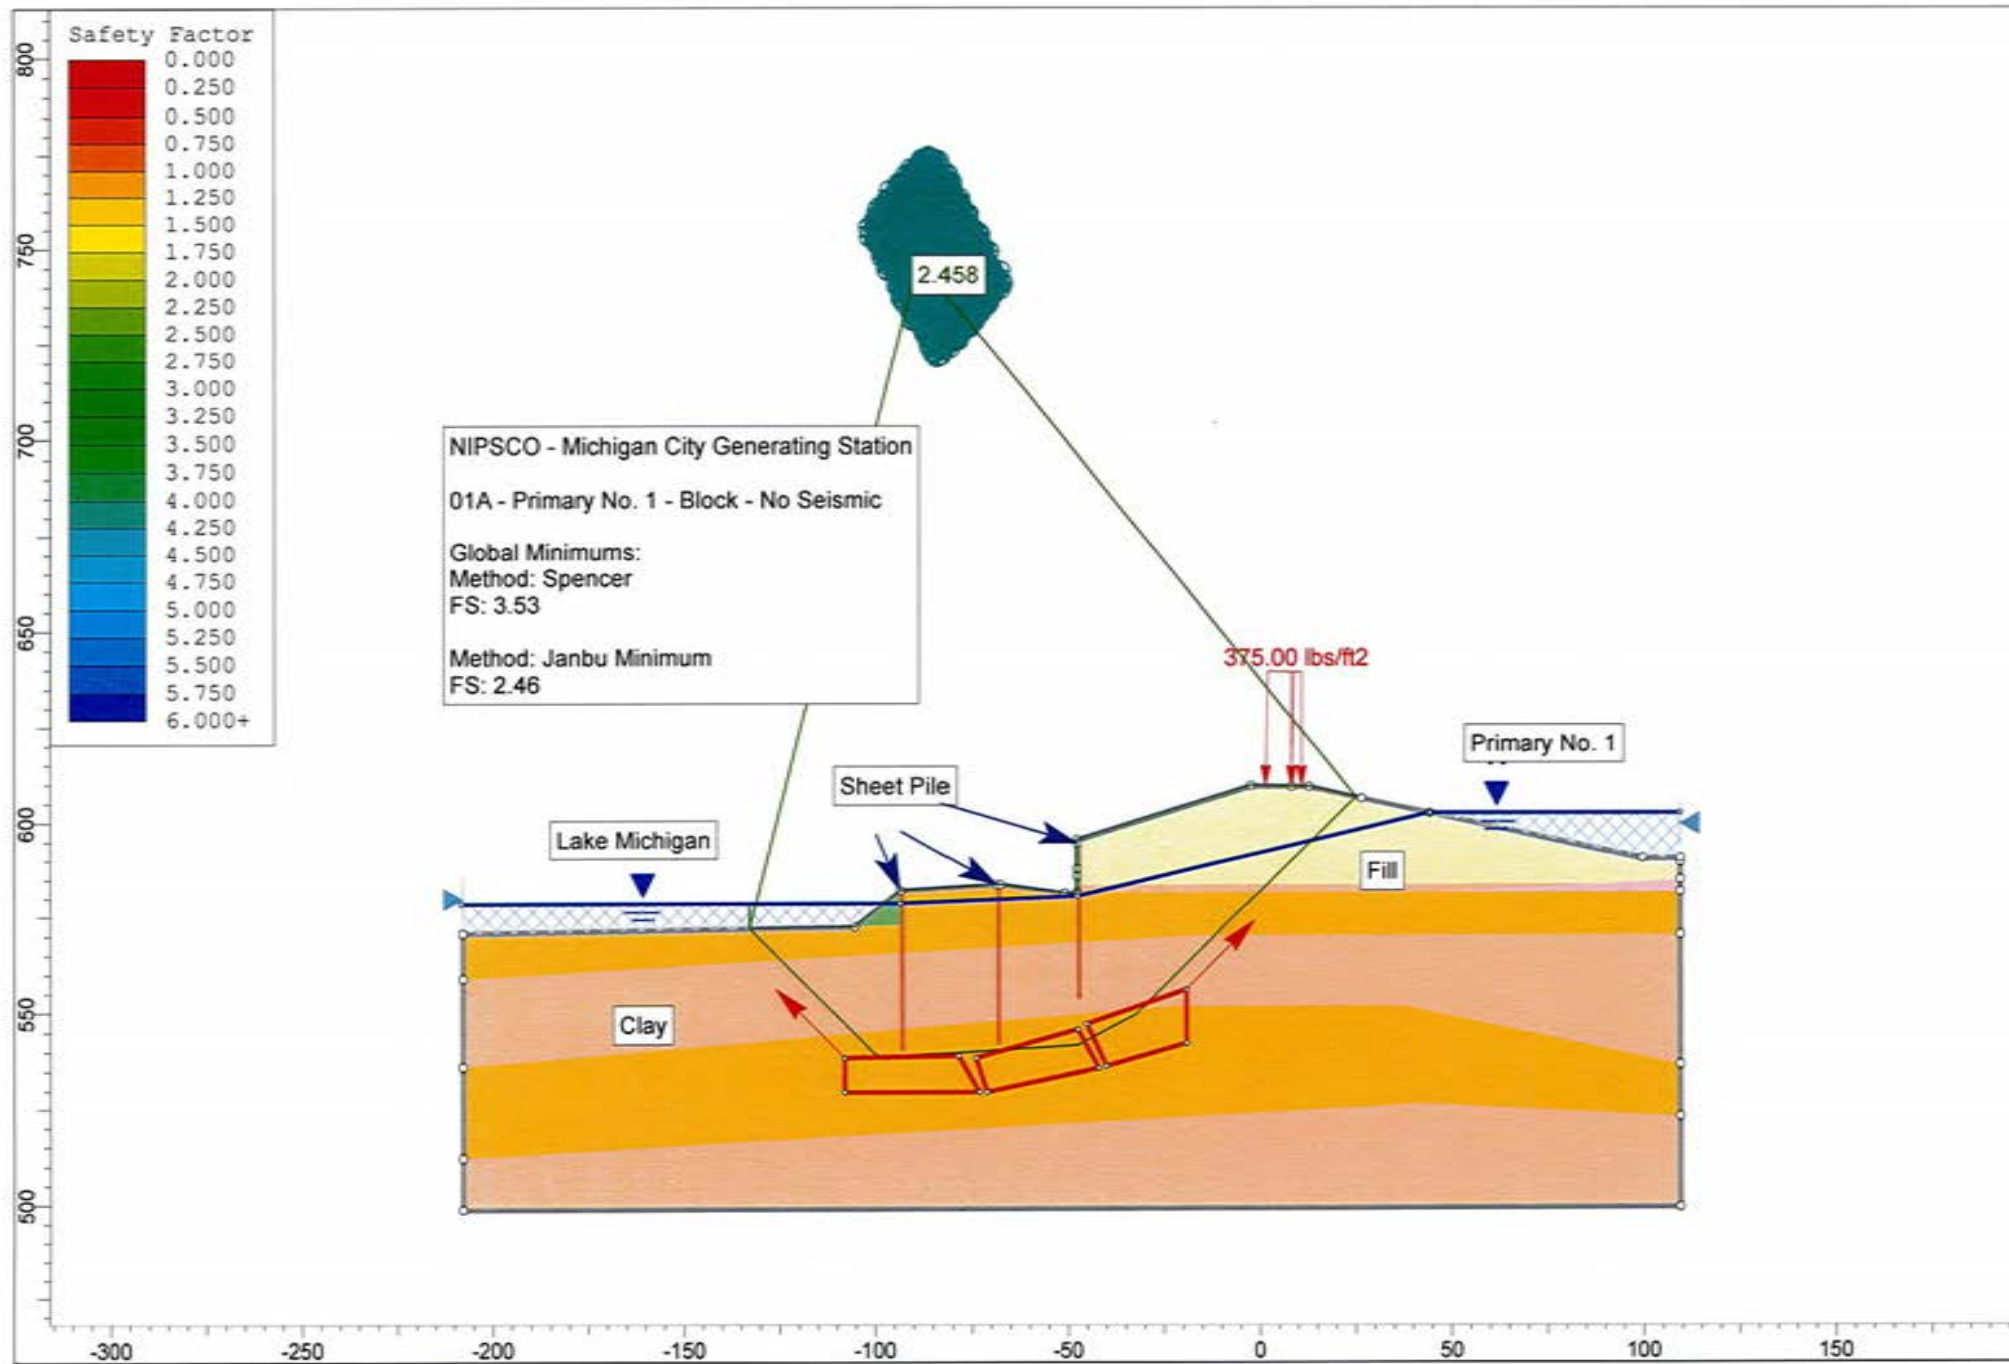 Safety Factor
0.000
0.250
0.500
0.750
1.000
1.250
1.500
1.750
2.000
2.250
2.500
2.750
3.000
3.250
3.500
3.750
4.000
4.250
4.500
4.750
5.000
5.250
5.500
5.750
6.000+
800
750
700
650
600
550
500
2.458
NIPSCO - Michigan City Generating Station
01A - Primary No. 1 - Block - No Seismic
Global Minimums:
Method: Spencer
FS: 3.53
Method: Janbu Minimum
FS: 2.46
375.00 lbs/ft2
Primary No. 1
Sheet Pile
Lake Michigan
Fill
Clay
-300 -250 -200 -150 -100 -50 0 50 100 150